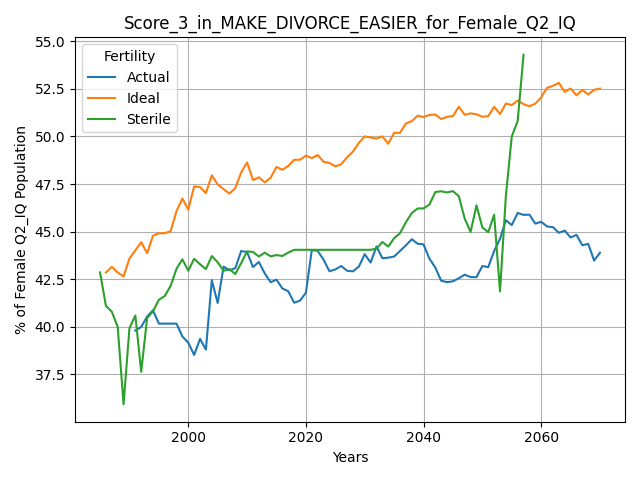 Score_3_in_MAKE_DIVORCE_EASIER_for_Female_Q2_IQ
Fertility
Actual
Ideal
Sterile
% of Female Q2_IQ Population
55.0
52.5
50.0
47.5
45.0
42.5
40.0
37.5
2000
2020
2040
2060
Years